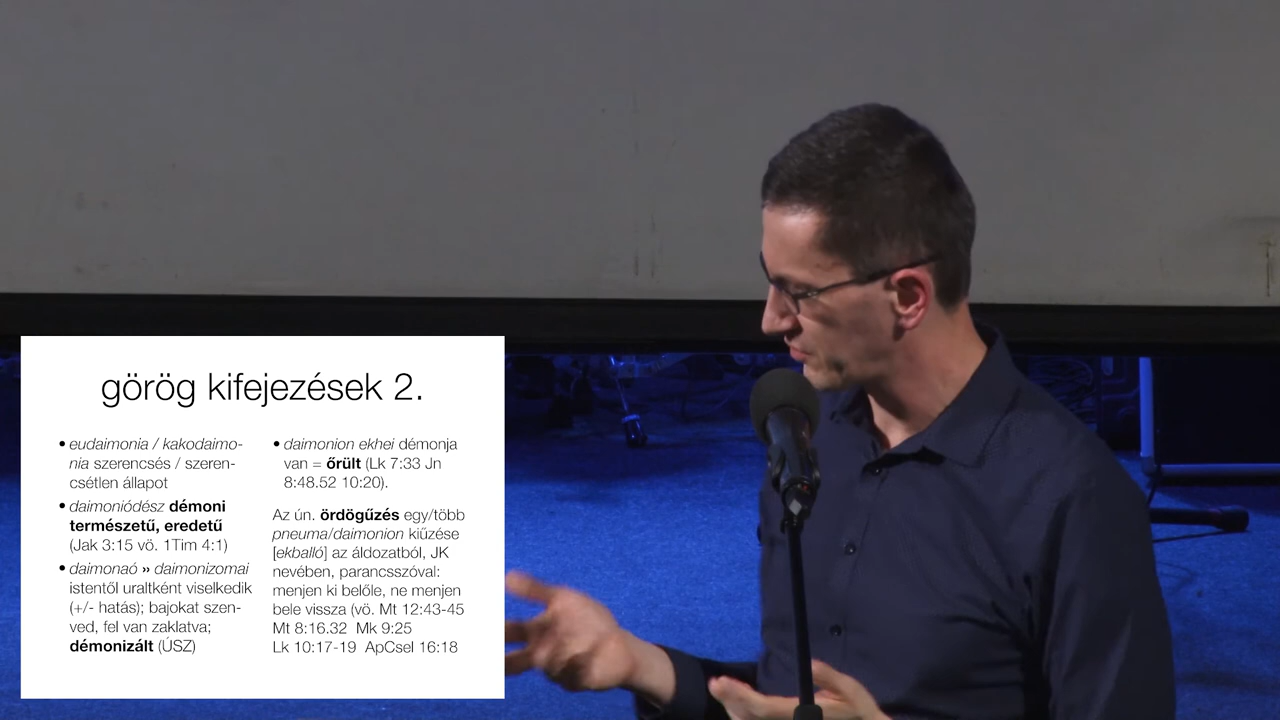 görög kifejezések 2.
• eudaimonia / kakodaimo-
nia szerencsés / szeren-
csétlen állapot
• daimoniódész démoni
természetű, eredetű
(Jak 3:15 vö. 1Tim 4:1)
• daimonaó » daimonizomai
istentől uraltként viselkedik
(+/- hatás); bajokat szen-
ved, fel van zaklatva;
démonizált (ÚSZ)
• daimonion ekhei démonja
van = őrült (Lk 7:33 Jn
8:48.52 10:20).
Az ún. ördögűzés egy/több
pneuma/daimonion kiűzése
[ekballó] az áldozatból, JK
nevében, parancsszóval:
menjen ki belőle, ne menjen
bele vissza (vö. Mt 12:43-45
Mt 8:16.32 Mk 9:25
Lk 10:17-19 ApCsel 16:18